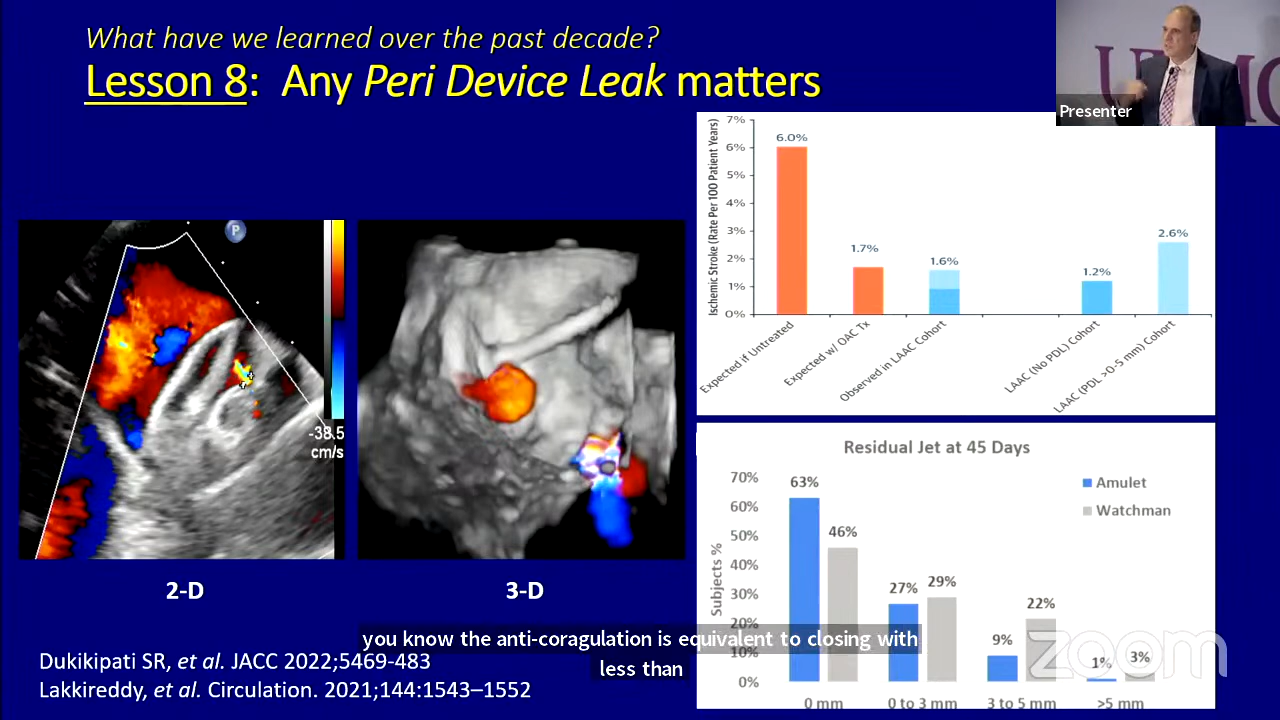 What have we learned over the past decade?
Lesson 8: Any Peri Device Leak matters
Presenter
P
-38.5
cm/s
2-D
3-D
Ischemic Stroke (Rate Per 100 Patient Years)
7%
6%
5%
4%
3%
2%
1%
0%
6.0%
1.7%
1.6%
1.2%
2.6%
Expected if Untreated
Expected w/ OAC Tx
Observed in LAAC Cohort
LAAC (No PDL) Cohort
LAAC (PDL >0-5 mm) Cohort
Residual Jet at 45 Days
Amulet
Watchman
Subjects %
70%
60%
50%
40%
30%
20%
10%
0%
63%
46%
27%
29%
9%
22%
1%
3%
0 mm
0 to 3 mm
3 to 5 mm
>5 mm
you know the anti-coragulation is equivalent to closing with
less than
Dukikipati SR, et al. JACC 2022;5469-483
Lakkireddy, et al. Circulation. 2021;144:1543–1552
zoom